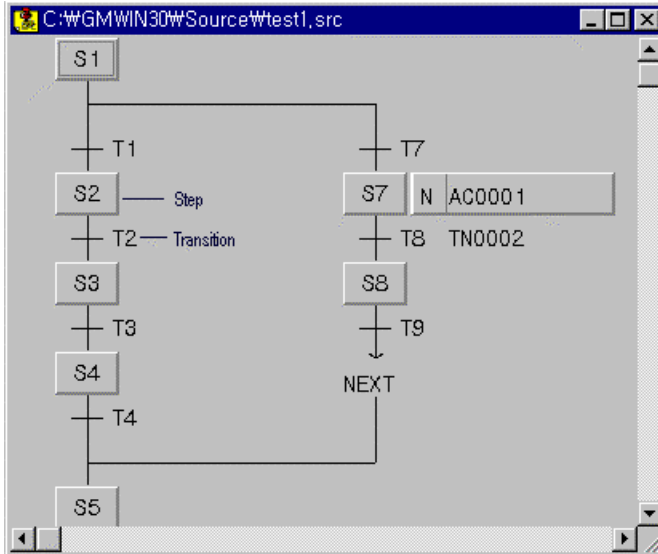 C:₩GMWIN30₩Source₩test1,src
S1
T1
T7
S2
Step
S7
N
AC0001
T2
Transition
T8
TN0002
S3
S8
T3
T9
S4
NEXT
T4
S5